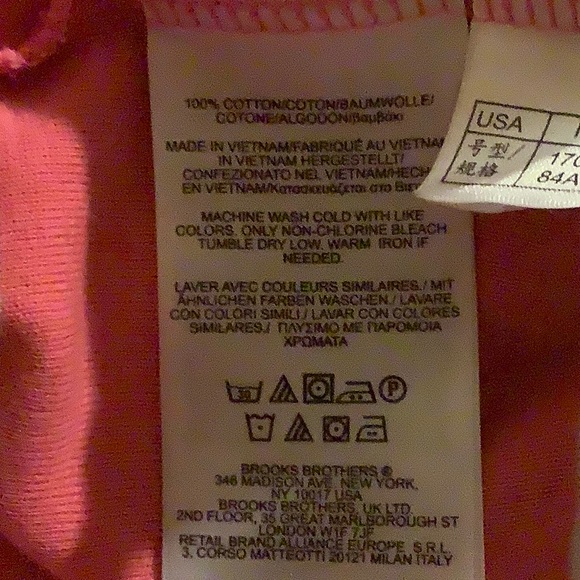 100% COTTON/COTON/BAUMWOLLE/
COTONE/ALGODON/βαμβάκι
MADE IN VIETNAM/FABRIQUÉ AU VIETNAM
IN VIETNAM HERGESTELLT/
CONFEZIONATO NEL VIETNAM/HECH
EN VIETNAM/Κατασκευάζεται στο Βιετ
MACHINE WASH COLD WITH LIKE
COLORS. ONLY NON-CHLORINE BLEACH
TUMBLE DRY LOW. WARM IRON IF
NEEDED.
LAVER AVEC COULEURS SIMILAIRES./ MIT
ÄHNLICHEN FARBEN WASCHEN./ LAVARE
CON COLORI SIMILI./ LAVAR CON COLORES
SIMILARES./ ΠΛΥΣΙΜΟ ΜΕ ΠΑΡΟΜΟΙΑ
ΧΡΩΜΑΤΑ
30 P
BROOKS BROTHERS ®
346 MADISON AVE. NEW YORK,
NY 10017 USA
BROOKS BROTHERS, UK LTD.
2ND FLOOR, 35 GREAT MARLBOROUGH ST
LONDON W1F 7JF
RETAIL BRAND ALLIANCE EUROPE, S.R.L.
3, CORSO MATTEOTTI 20121 MILAN ITALY
USA
号型/ 170
规格 84A